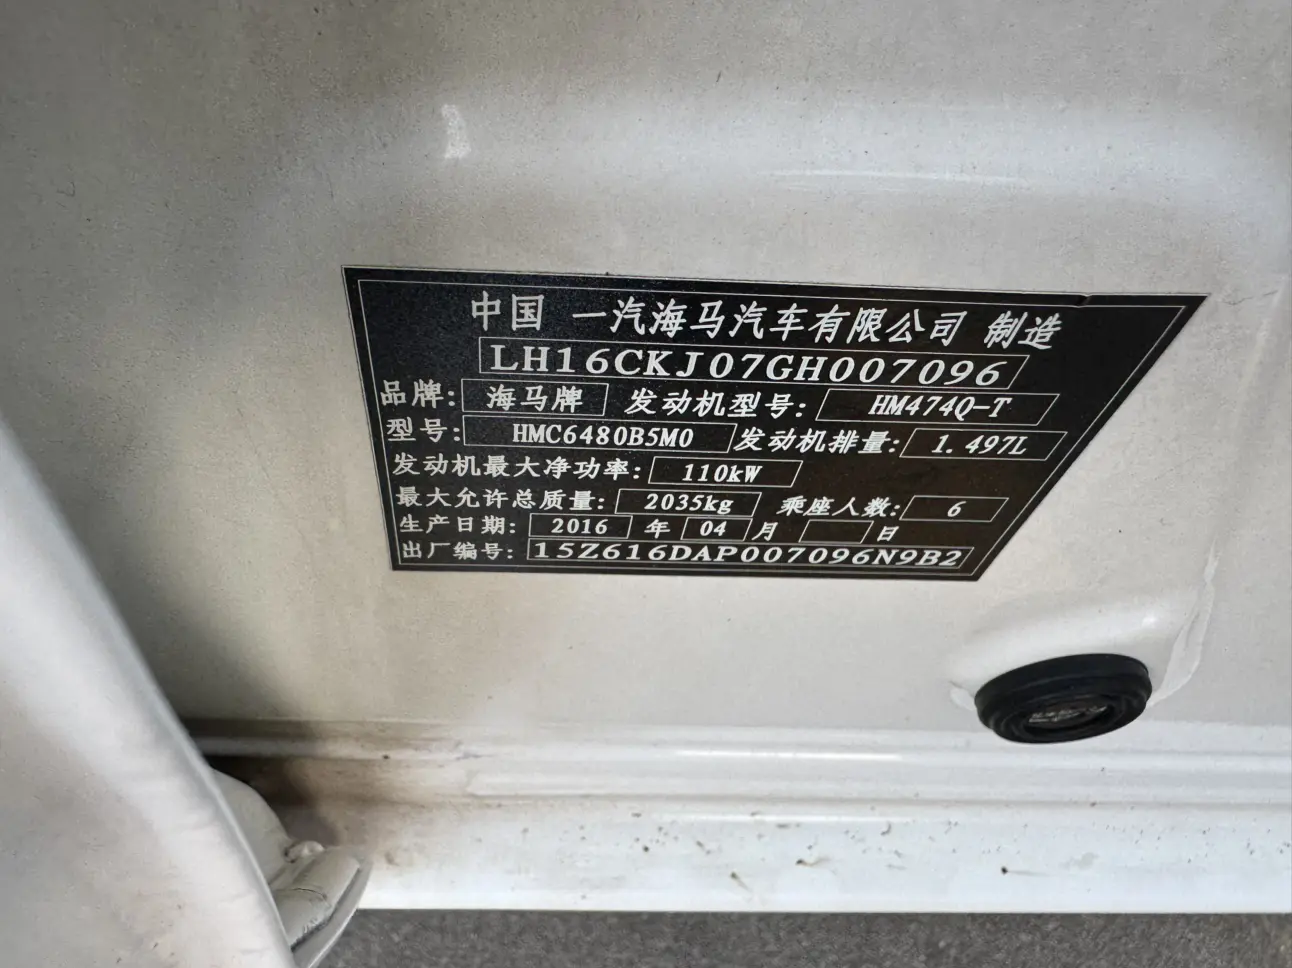 中国 一汽海马汽车有限公司 制造
LH16CKJ07GH007096
品牌: 海马牌 发动机型号: HM474Q-T
型号: HMC6480B5M0 发动机排量: 1.497L
发动机最大净功率: 110kW
最大允许总质量: 2035kg 乘座人数: 6
生产日期: 2016 年 04 月 日
出厂编号: 15Z616DAP007096N9B2